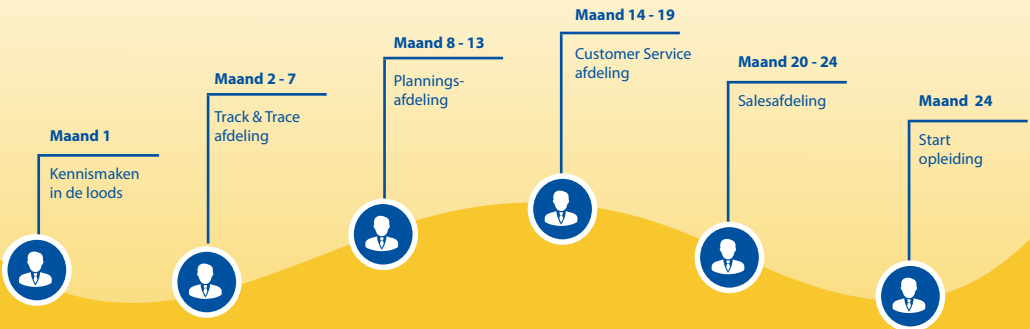 Maand 1
Kennismaken
in de loods
Maand 2 - 7
Track & Trace
afdeling
Maand 8 - 13
Plannings-
afdeling
Maand 14 - 19
Customer Service
afdeling
Maand 20 - 24
Salesafdeling
Maand 24
Start
opleiding